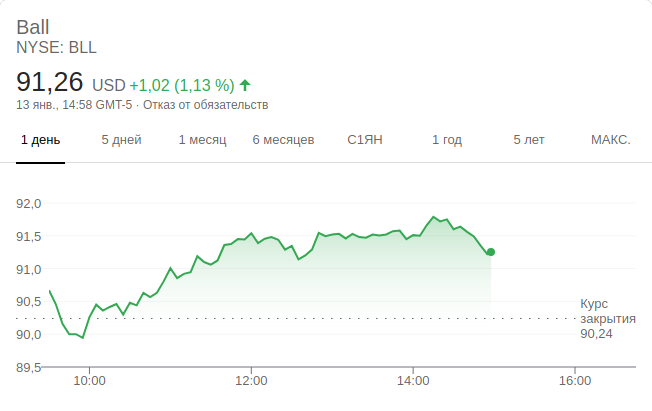 Ball
NYSE: BLL
91,26 USD +1,02 (1,13 %)
13 янв., 14:58 GMT-5 · Отказ от обязательств
1 день 5 дней 1 месяц 6 месяцев С1ЯН 1 год 5 лет МАКС.
92,0
91,5
91,0
90,5
90,0
89,5
Курс
закрытия
90,24
10:00 12:00 14:00 16:00